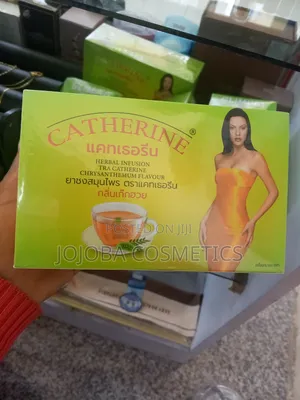 CATHERINE®
แคทเธอรีน
HERBAL INFUSION
TRA CATHERINE
CHRYSANTHEMUM FLAVOUR
ยาชงสมุนไพร ตราแคทเธอรีน
กลิ่นเก๊กฮวย
JOJOBA COSMETICS